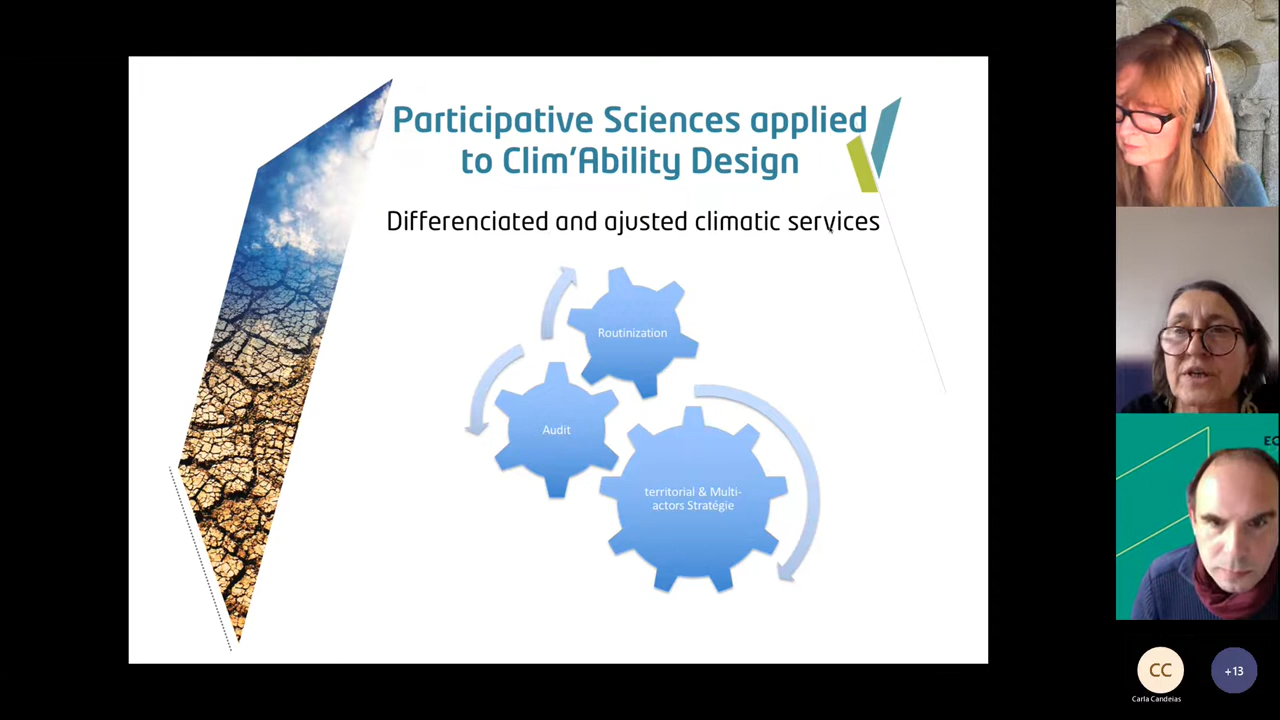 Participative Sciences applied
to Clim'Ability Design
Differenciated and ajusted climatic services
Routinization
Audit
territorial & Multi-
actors Stratégie
EC
CC
+13
Carla Candeias